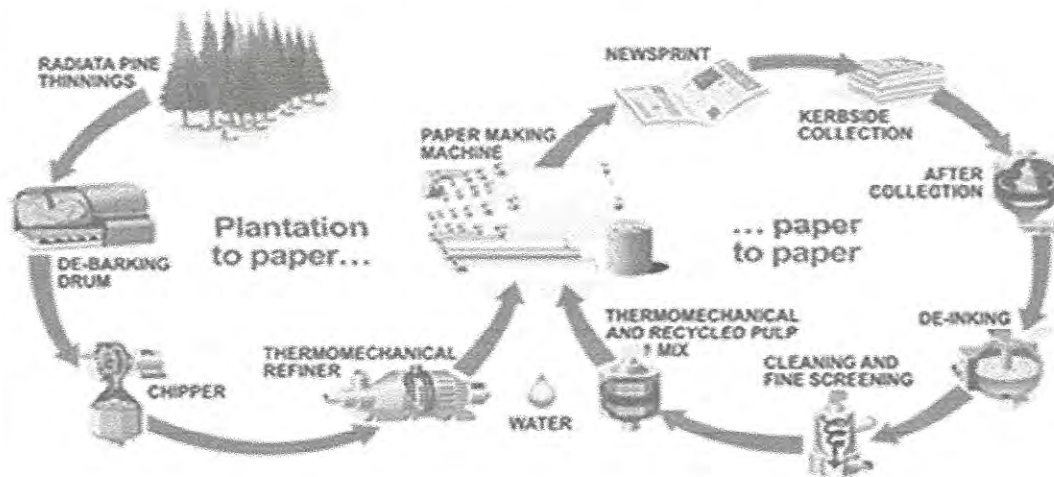 RADIATA PINE
THINNINGS
DE-BARKING
DRUM
CHIPPER
Plantation
to paper...
THERMOMECHANICAL
REFINER
WATER
PAPER MAKING
MACHINE
NEWSPRINT
KERBSIDE
COLLECTION
AFTER
COLLECTION
... paper
to paper
DE-INKING
CLEANING AND
FINE SCREENING
THERMOMECHANICAL
AND RECYCLED PULP
MIX